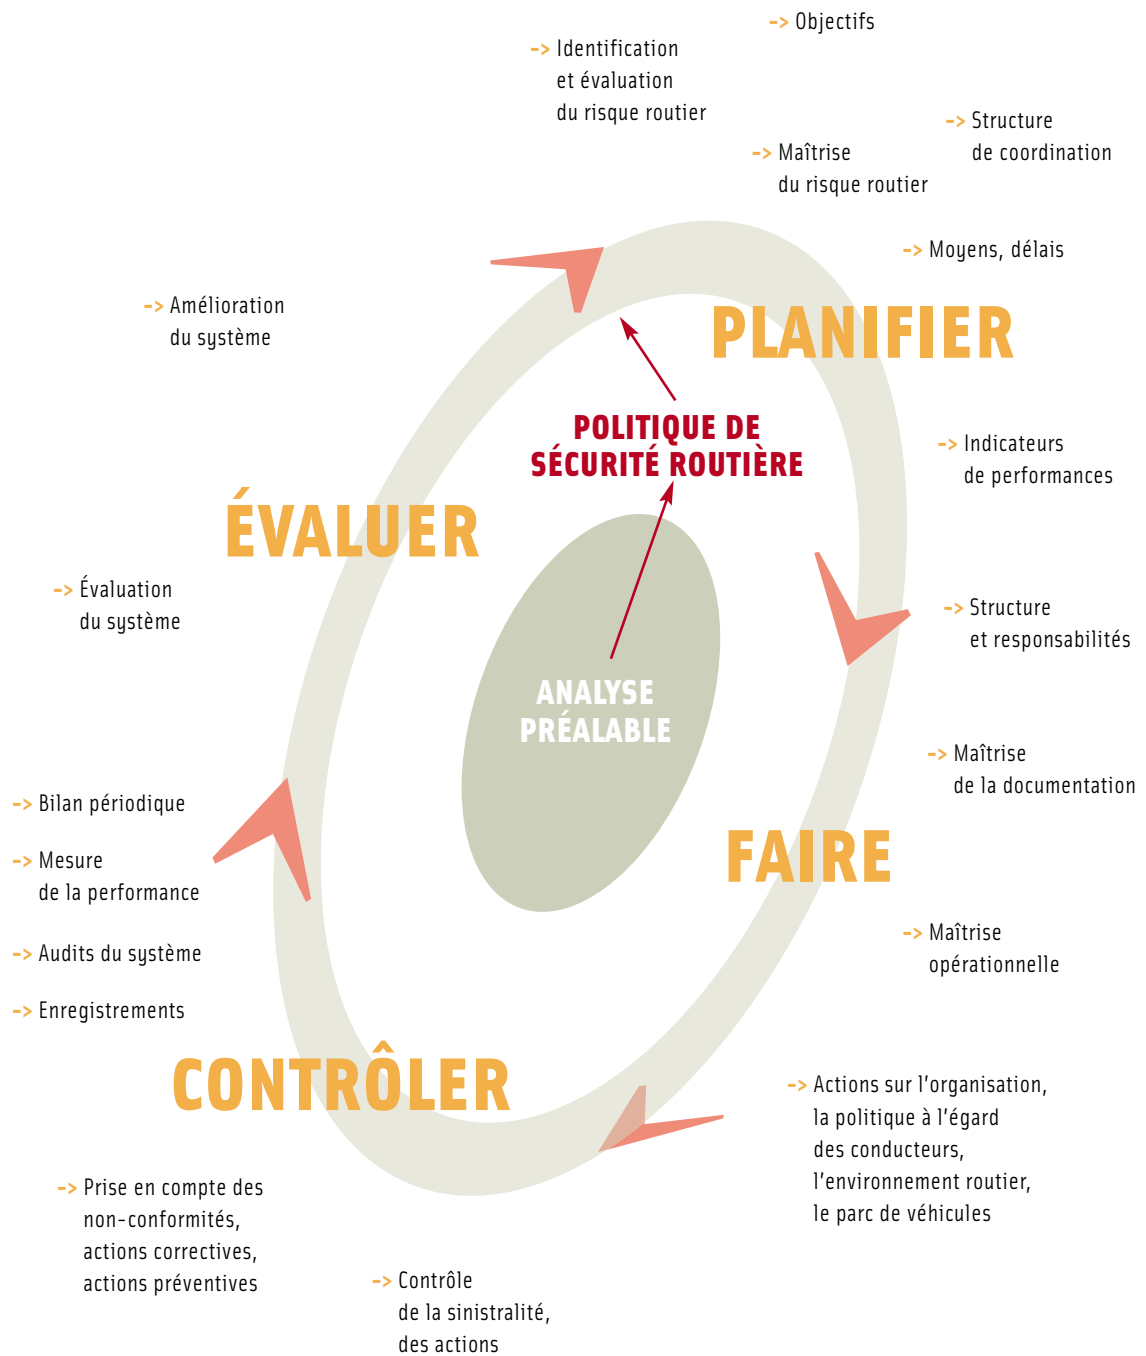 -> Objectifs
-> Identification
et évaluation
du risque routier
-> Structure
de coordination
-> Maîtrise
du risque routier
-> Moyens, délais
PLANIFIER
-> Amélioration
du système
POLITIQUE DE
SÉCURITÉ ROUTIÈRE
-> Indicateurs
de performances
ÉVALUER
-> Évaluation
du système
-> Structure
et responsabilités
ANALYSE
PRÉALABLE
-> Maîtrise
de la documentation
-> Bilan périodique
-> Mesure
de la performance
-> Audits du système
-> Enregistrements
FAIRE
-> Maîtrise
opérationnelle
CONTRÔLER
-> Actions sur l'organisation,
la politique à l'égard
des conducteurs,
l'environnement routier,
le parc de véhicules
-> Prise en compte des
non-conformités,
actions correctives,
actions préventives
-> Contrôle
de la sinistralité,
des actions